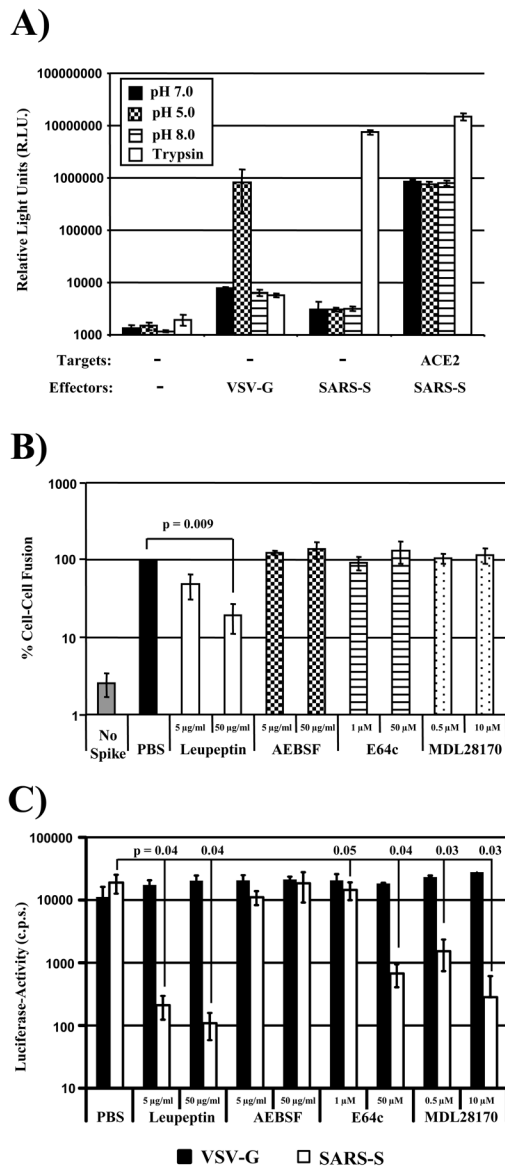 A)
Relative Light Units (R.L.U.)
100000000
10000000
1000000
100000
10000
1000
pH 7.0
pH 5.0
pH 8.0
Trypsin
Targets: - - - ACE2
Effectors: - VSV-G SARS-S SARS-S
B)
% Cell-Cell Fusion
1000
100
10
1
p = 0.009
5 µg/ml 50 µg/ml 5 µg/ml 50 µg/ml 1 µM 50 µM 0.5 µM 10 µM
No Spike PBS Leupeptin AEBSF E64c MDL28170
C)
Luciferase-Activity (c.p.s.)
100000
10000
1000
100
10
p = 0.04 0.04 0.05 0.04 0.03 0.03
5 µg/ml 50 µg/ml 5 µg/ml 50 µg/ml 1 µM 50 µM 0.5 µM 10 µM
PBS Leupeptin AEBSF E64c MDL28170
VSV-G SARS-S